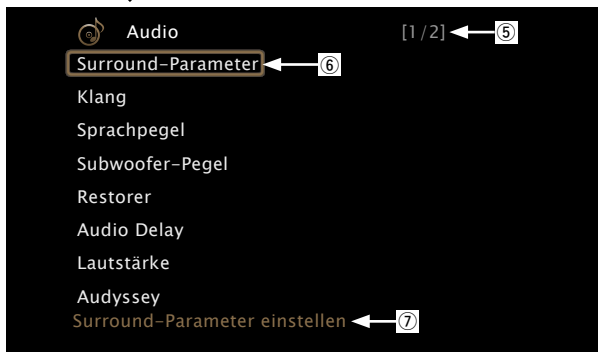 Audio [1/2] ⑤
Surround-Parameter ⑥
Klang
Sprachpegel
Subwoofer-Pegel
Restorer
Audio Delay
Lautstärke
Audyssey
Surround-Parameter einstellen ⑦